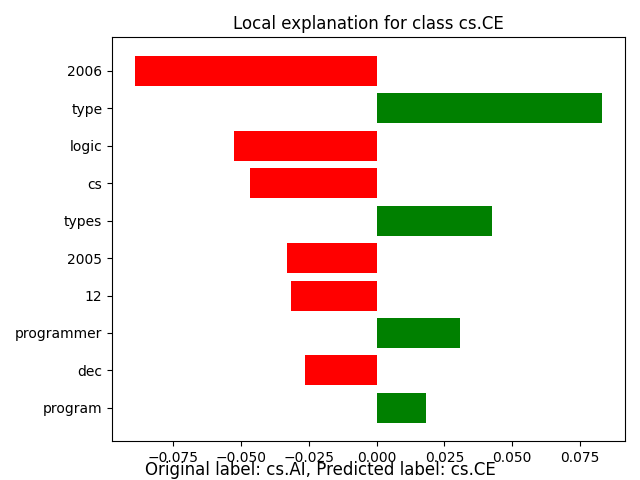 Local explanation for class cs.CE
2006
type
logic
cs
types
2005
12
programmer
dec
program
−0.075 −0.050 −0.025 0.000 0.025 0.050 0.075
Original label: cs.AI, Predicted label: cs.CE